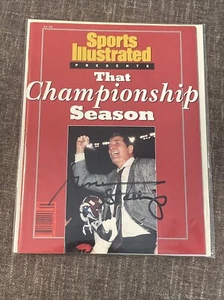 Sports Illustrated
PRESENTS
That
Championship
Season